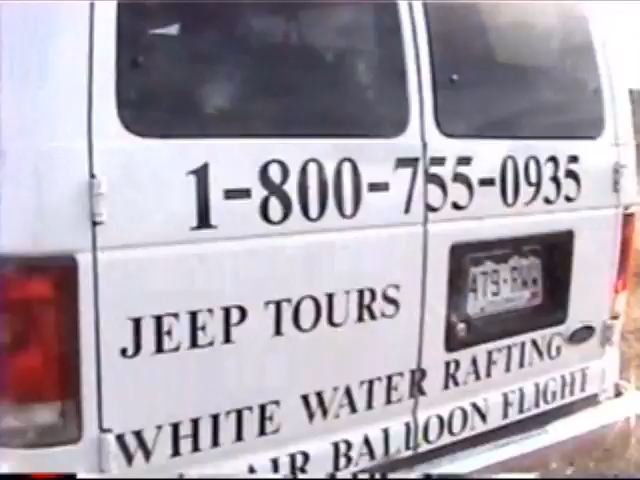 1-800-755-0935
JEEP TOURS
WHITE WATER RAFTING
AIR BALLOON FLIGHT